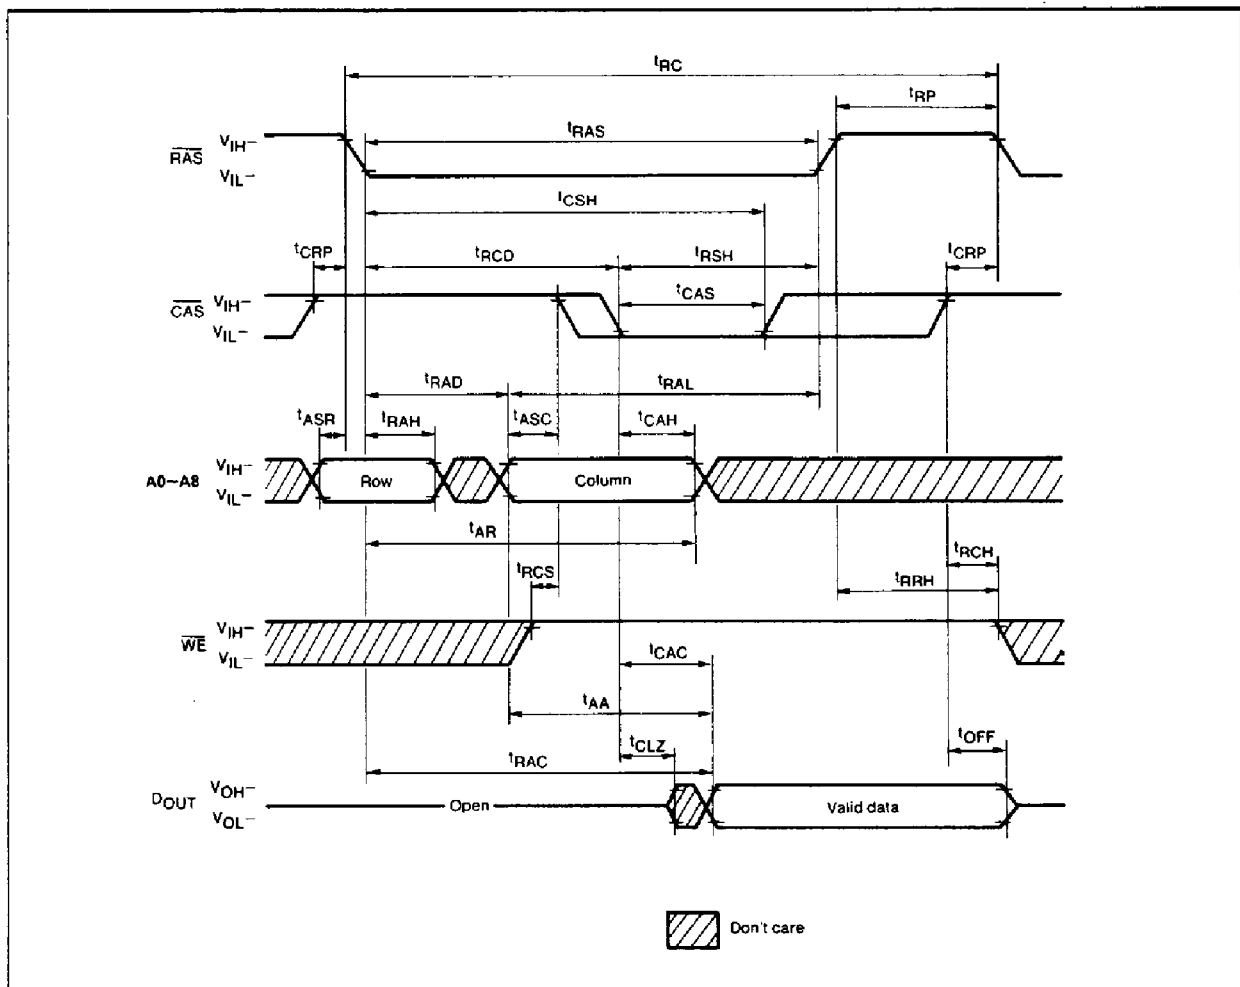 tRC
tRP
tRAS
RAS VIH
VIL
tCSH
tCRP tRCD tRSH tCRP
tCAS
CAS VIH
VIL
tRAD tRAL
tASR tRAH tASC tCAH
A0~A8 VIH
VIL
Row Column
tAR
tRCS tRCH
tRRH
WE VIH
VIL
tCAC
tAA
tCLZ tOFF
tRAC
DOUT VOH
VOL
Open Valid data
Don't care